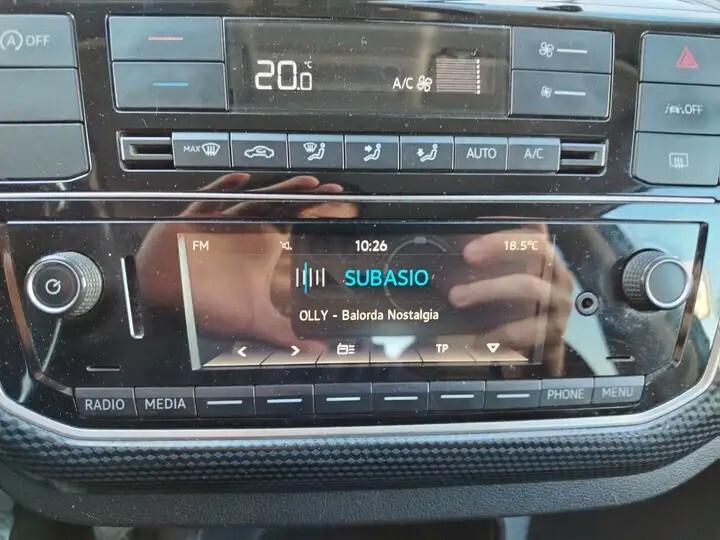 OFF
20.0 °C
A/C
OFF
MAX
AUTO
A/C
FM
10:26
18.5°C
SUBASIO
OLLY - Balorda Nostalgia
TP
RADIO
MEDIA
PHONE
MENU